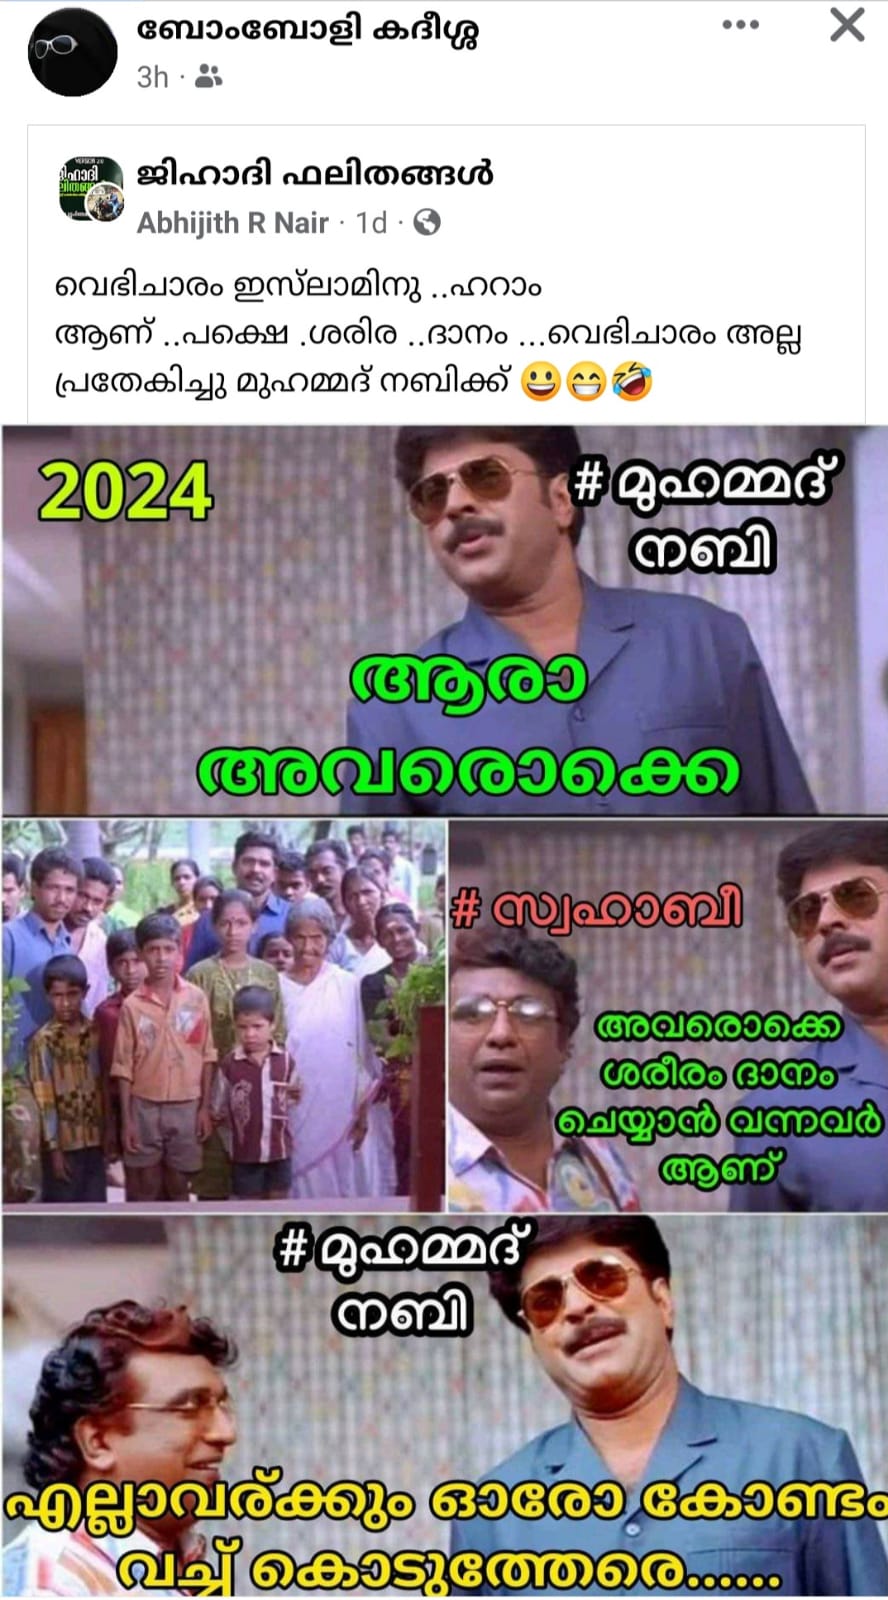 ബോംബോളി കദീശ്ശ
3h
ജിഹാദി ഫലിതങ്ങൾ
Abhijith R Nair · 1d ·
വെഭിചാരം ഇസ്ലാമിനു ..ഹറാം
ആണ് ..പക്ഷെ .ശരിര ..ദാനം ...വെഭിചാരം അല്ല
പ്രതേകിച്ചു മുഹമ്മദ് നബിക്ക് 😀😁🤣
2024
# മുഹമ്മദ്
നബി
ആരാ
അവരൊക്കെ
# സ്വഹാബീ
അവരൊക്കെ
ശരീരം ദാനം
ചെയ്യാൻ വന്നവർ
ആണ്
# മുഹമ്മദ്
നബി
എല്ലാവര്ക്കും ഓരോ കോണ്ടം
വച്ച് കൊടുത്തേരെ......